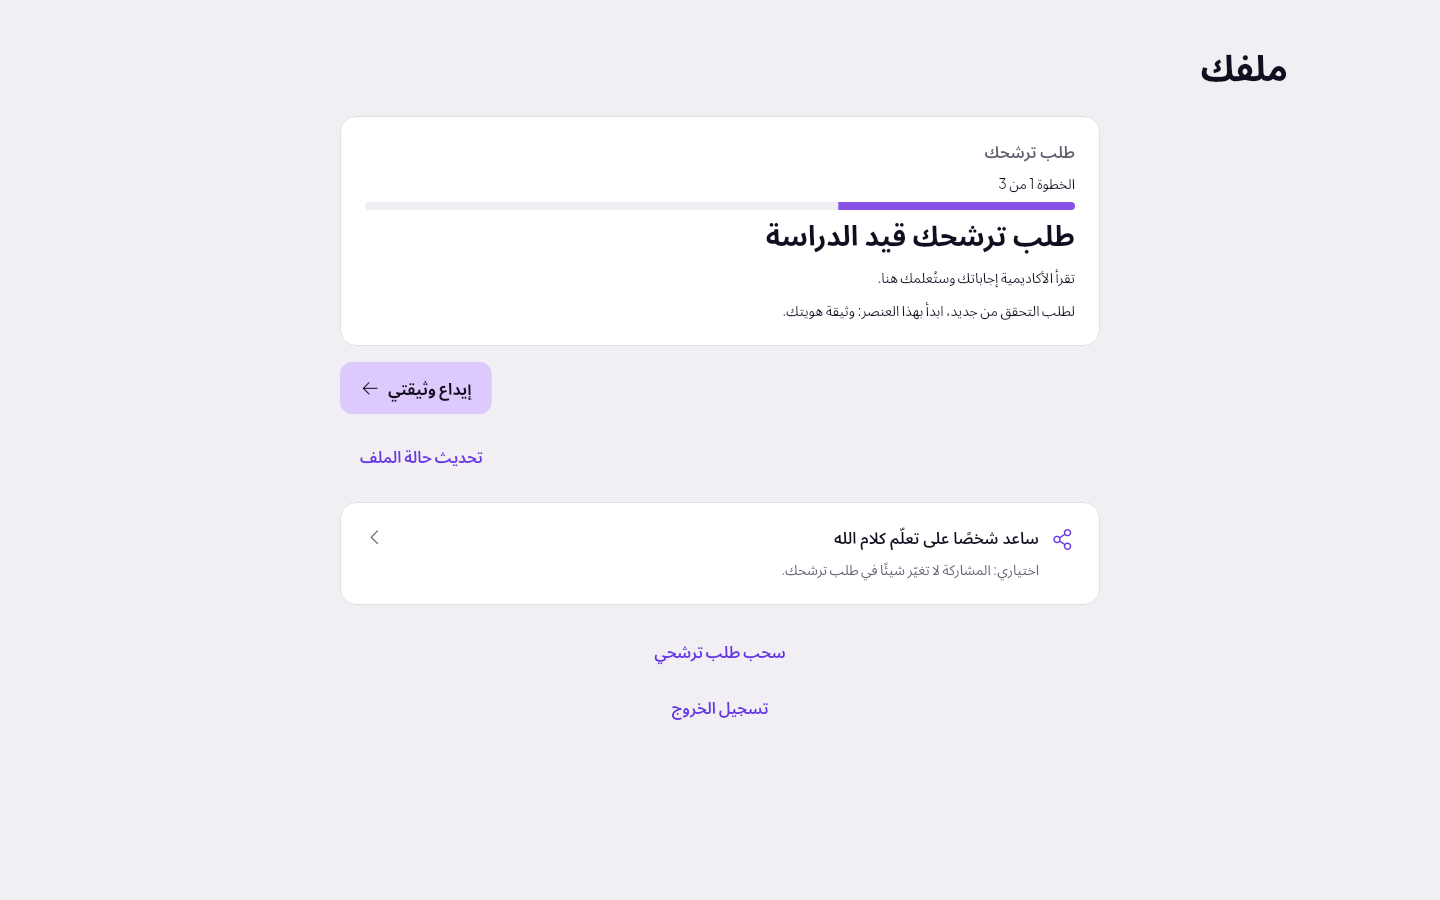 ملفك
طلب ترشحك
الخطوة 1 من 3
طلب ترشحك قيد الدراسة
تقرأ الأكاديمية إجاباتك وستُعلمك هنا.
لطلب التحقق من جديد، ابدأ بهذا العنصر: وثيقة هويتك.
إيداع وثيقتي
تحديث حالة الملف
ساعد شخصًا على تعلّم كلام الله
اختياري: المشاركة لا تغيّر شيئًا في طلب ترشحك.
سحب طلب ترشحي
تسجيل الخروج